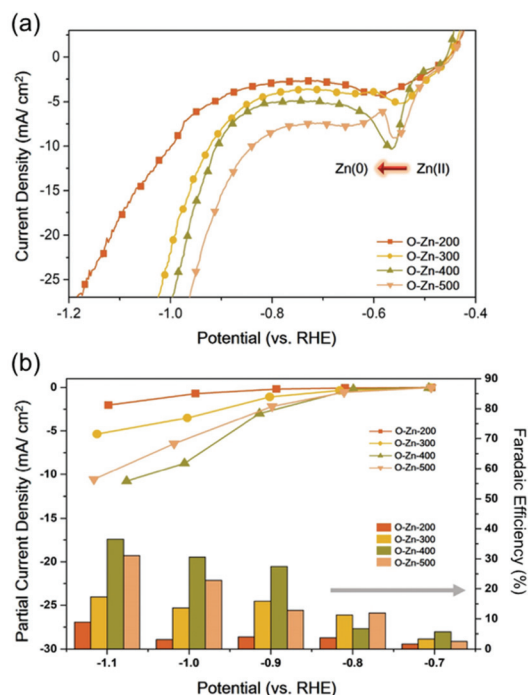 (a)
Current Density (mA/ cm²)
0
-5
-10
-15
-20
-25
Zn(0)
Zn(II)
O-Zn-200
O-Zn-300
O-Zn-400
O-Zn-500
-1.2
-1.0
-0.8
-0.6
-0.4
Potential (vs. RHE)
(b)
Partial Current Density (mA/ cm²)
0
-5
-10
-15
-20
-25
-30
O-Zn-200
O-Zn-300
O-Zn-400
O-Zn-500
O-Zn-200
O-Zn-300
O-Zn-400
O-Zn-500
90
80
70
60
50
40
30
20
10
0
Faradaic Efficiency (%)
-1.1
-1.0
-0.9
-0.8
-0.7
Potential (vs. RHE)